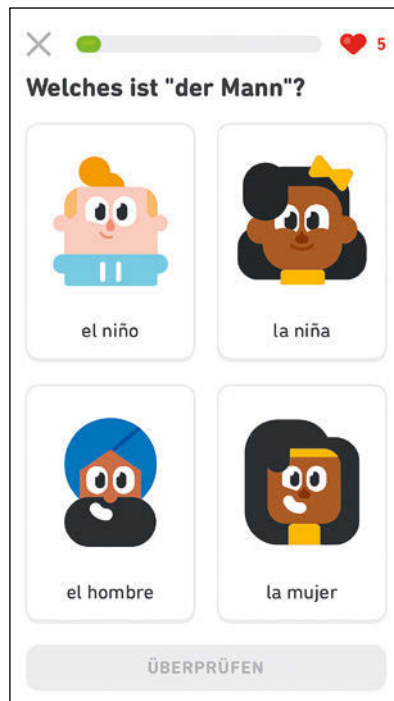 5
Welches ist "der Mann"?
el niño
la niña
el hombre
la mujer
ÜBERPRÜFEN